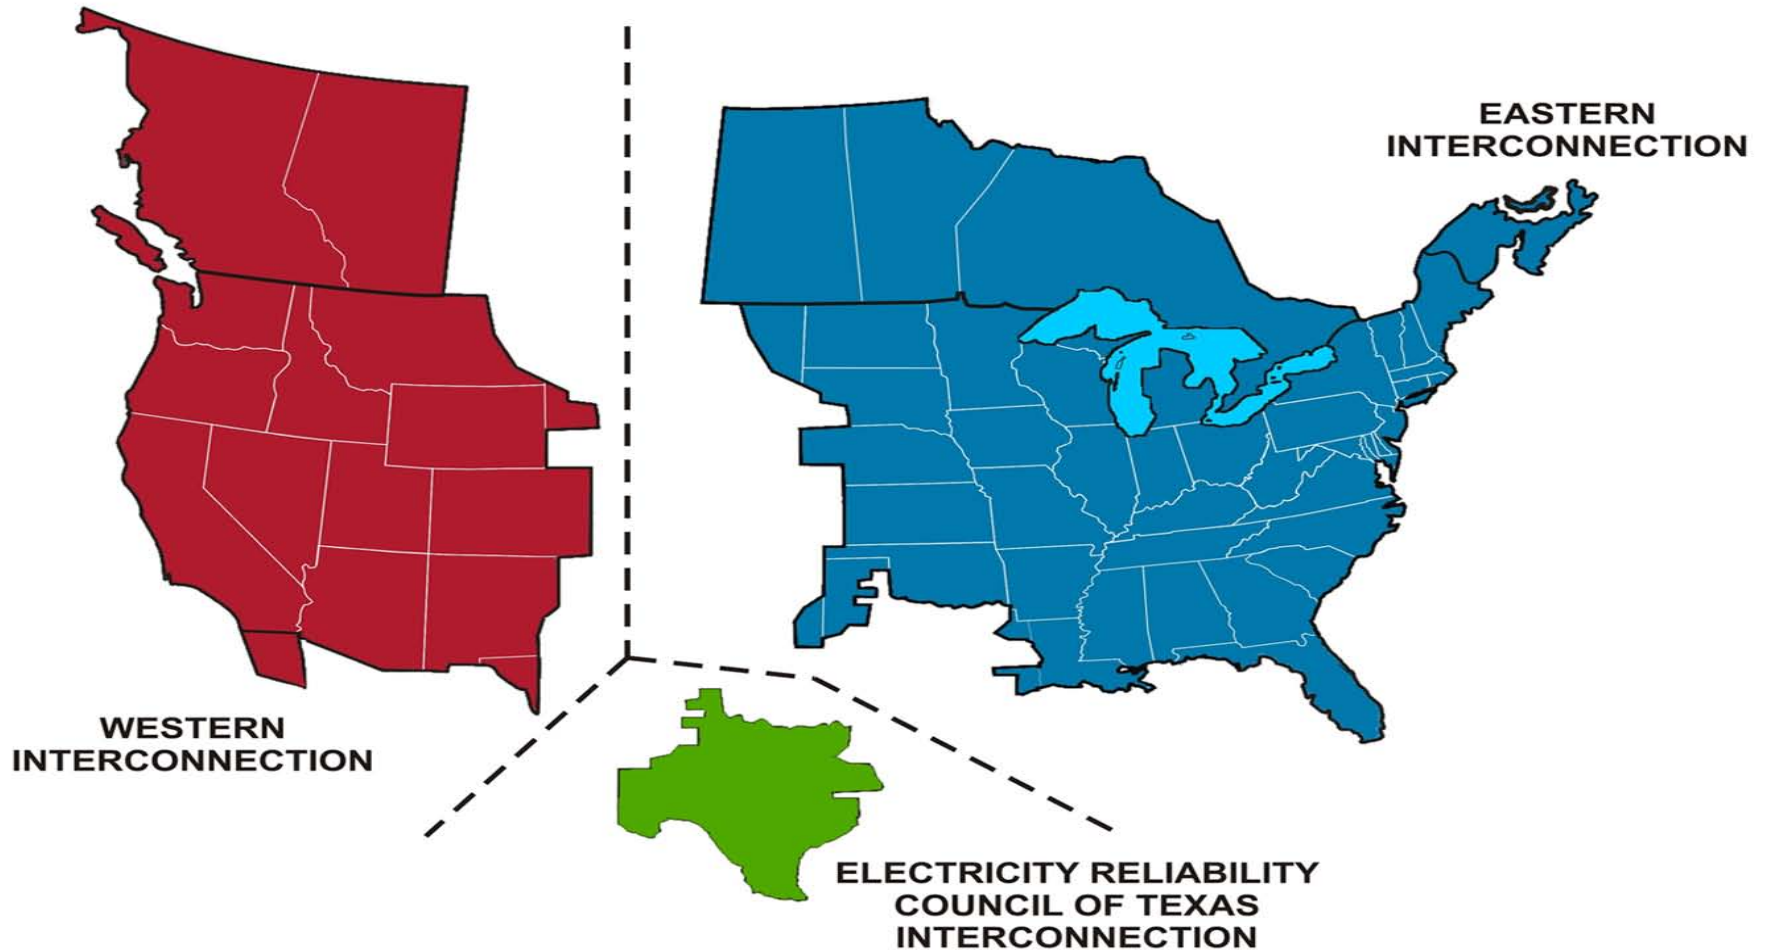 EASTERN
INTERCONNECTION
WESTERN
INTERCONNECTION
ELECTRICITY RELIABILITY
COUNCIL OF TEXAS
INTERCONNECTION